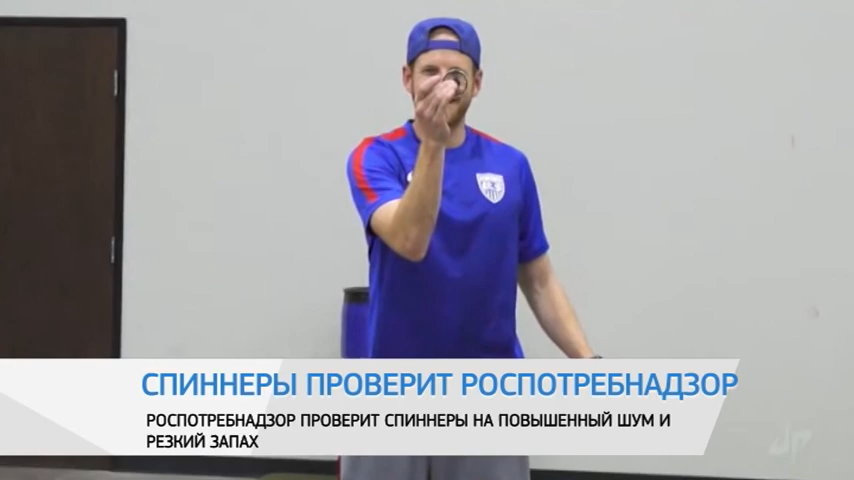 СПИННЕРЫ ПРОВЕРИТ РОСПОТРЕБНАДЗОР
РОСПОТРЕБНАДЗОР ПРОВЕРИТ СПИННЕРЫ НА ПОВЫШЕННЫЙ ШУМ И
РЕЗКИЙ ЗАПАХ